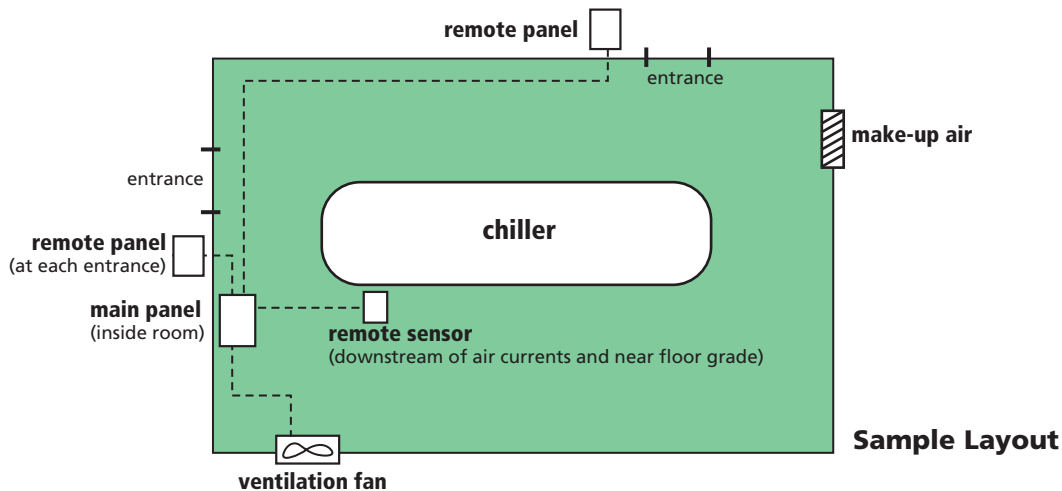 remote panel
entrance
make-up air
entrance
chiller
remote panel
(at each entrance)
main panel
(inside room)
remote sensor
(downstream of air currents and near floor grade)
Sample Layout
ventilation fan